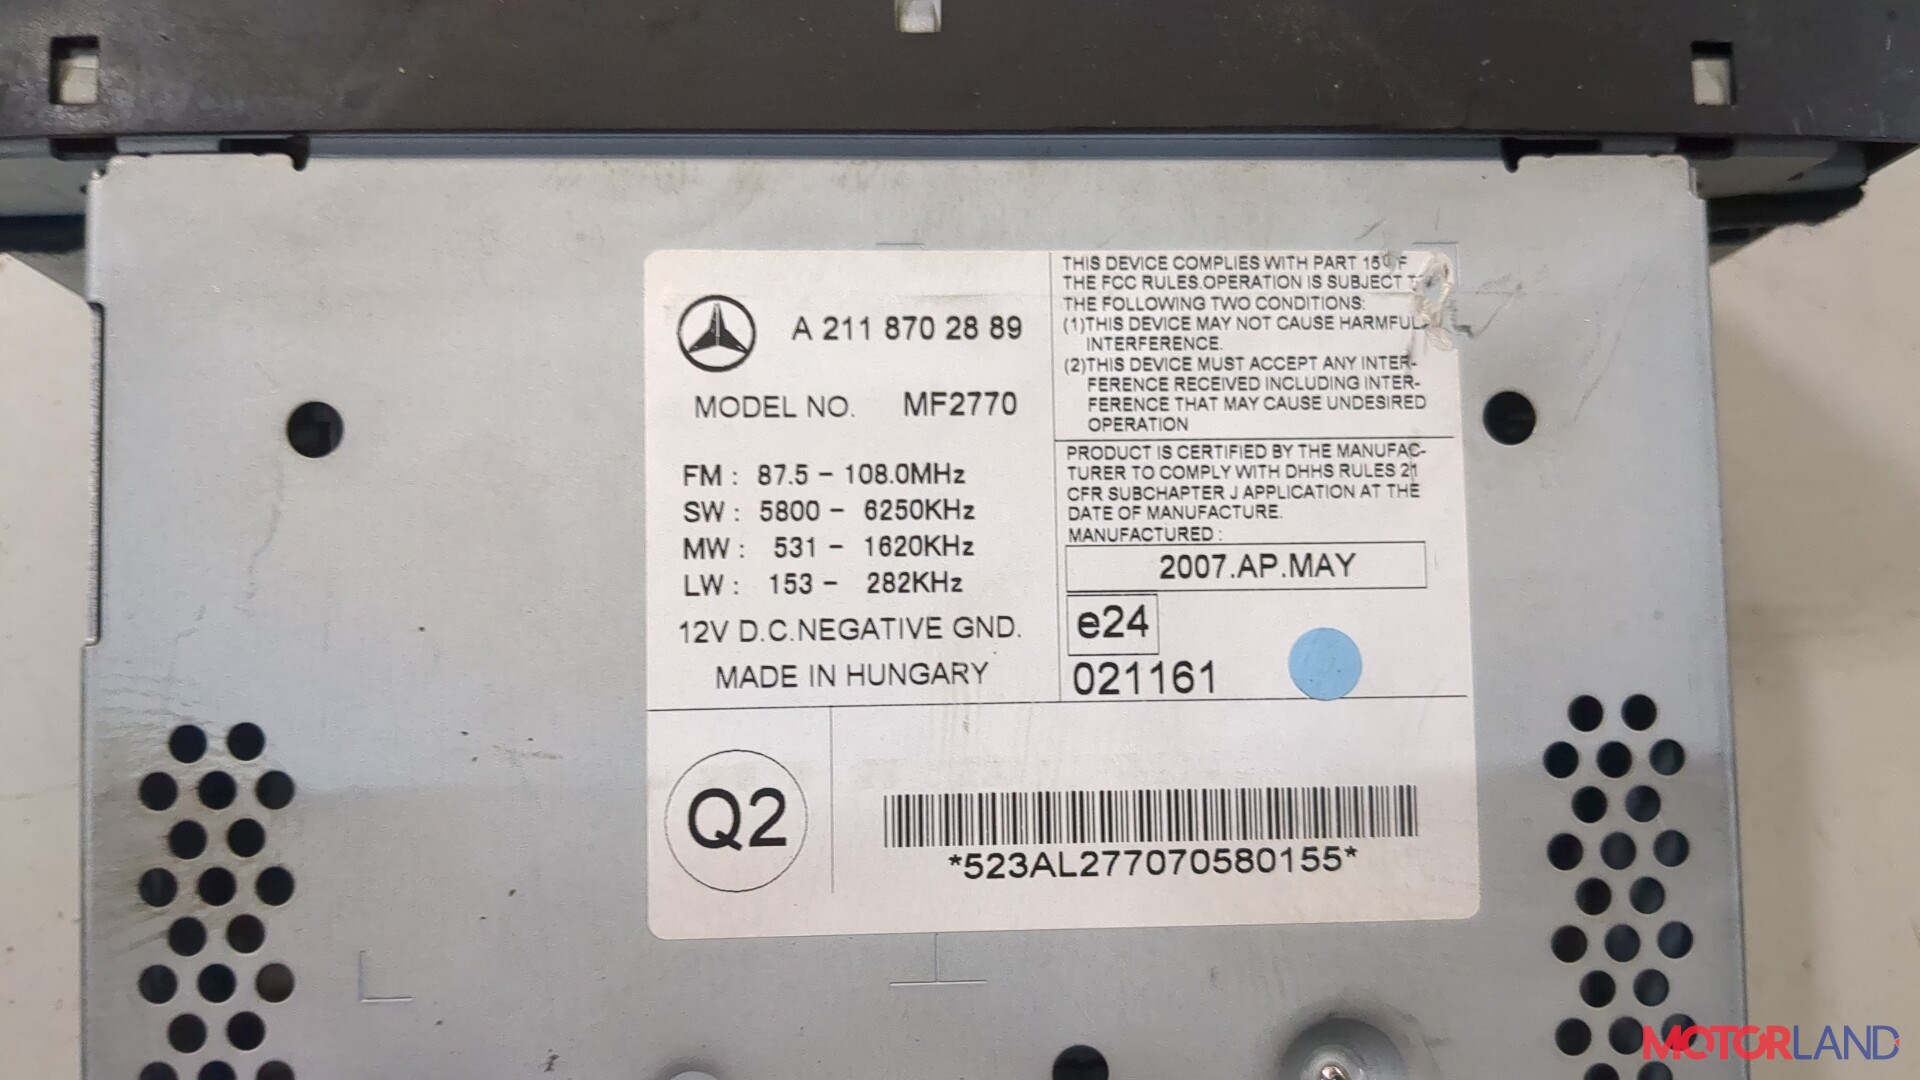 A 211 870 28 89
MODEL NO. MF2770
FM : 87.5 - 108.0MHz
SW : 5800 - 6250KHz
MW : 531 - 1620KHz
LW : 153 - 282KHz
12V D.C.NEGATIVE GND.
MADE IN HUNGARY
THIS DEVICE COMPLIES WITH PART 15
THE FCC RULES.OPERATION IS SUBJECT
THE FOLLOWING TWO CONDITIONS:
(1)THIS DEVICE MAY NOT CAUSE HARMFUL
INTERFERENCE.
(2)THIS DEVICE MUST ACCEPT ANY INTER-
FERENCE RECEIVED INCLUDING INTER-
FERENCE THAT MAY CAUSE UNDESIRED
OPERATION
PRODUCT IS CERTIFIED BY THE MANUFAC-
TURER TO COMPLY WITH DHHS RULES 21
CFR SUBCHAPTER J APPLICATION AT THE
DATE OF MANUFACTURE.
MANUFACTURED :
2007.AP.MAY
e24
021161
Q2
*523AL277070580155*
MOTORLAND